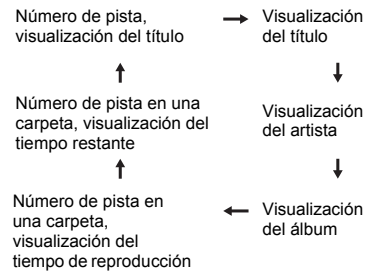 Número de pista,
visualización del título
Visualización
del título
Número de pista en una
carpeta, visualización del
tiempo restante
Visualización
del artista
Número de pista en
una carpeta,
visualización del
tiempo de reproducción
Visualización
del álbum